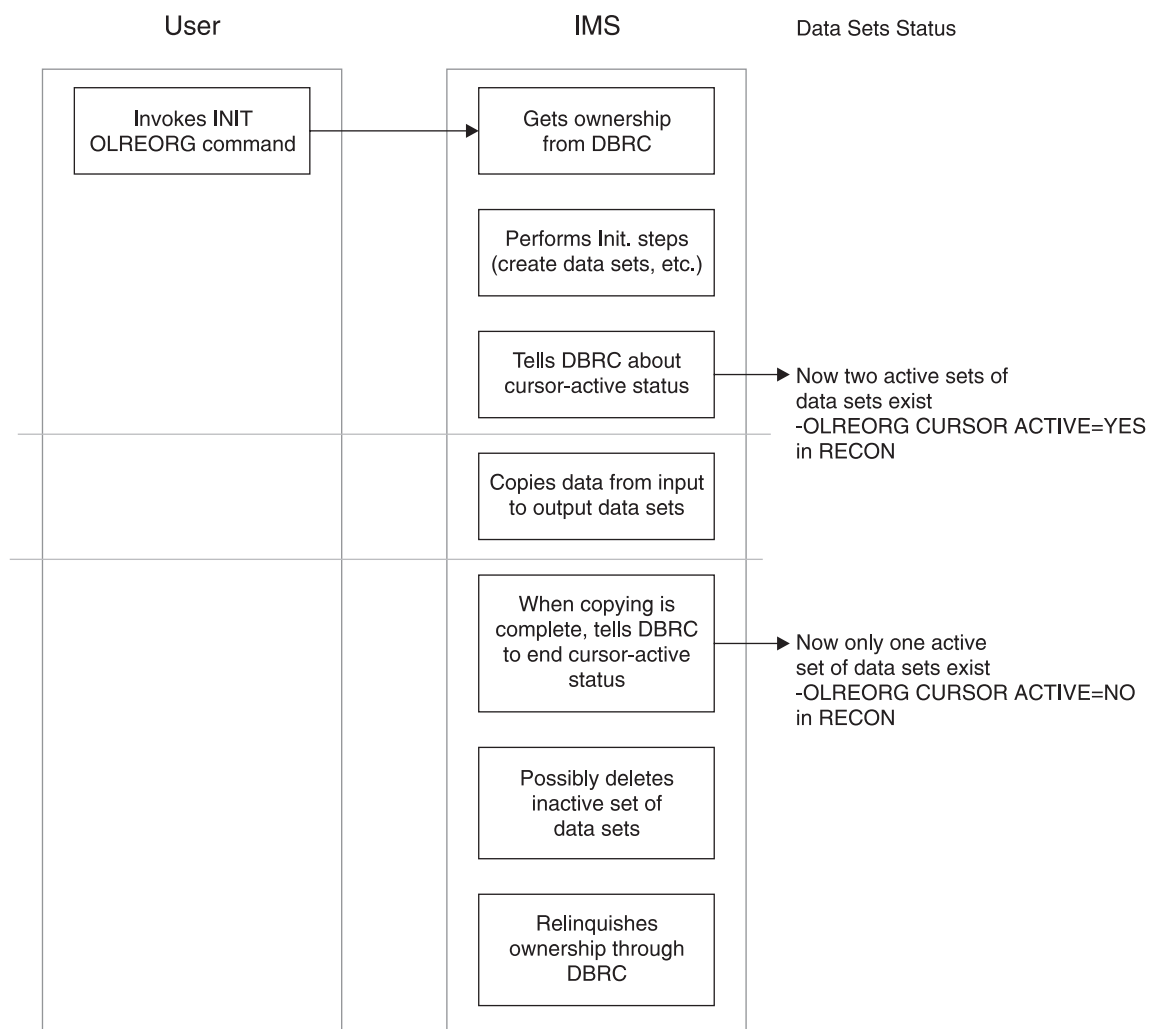 User
IMS
Data Sets Status
Invokes INIT
OLREORG command
Gets ownership
from DBRC
Performs Init. steps
(create data sets, etc.)
Tells DBRC about
cursor-active status
Now two active sets of
data sets exist
-OLREORG CURSOR ACTIVE=YES
in RECON
Copies data from input
to output data sets
When copying is
complete, tells DBRC
to end cursor-active
status
Now only one active
set of data sets exist
-OLREORG CURSOR ACTIVE=NO
in RECON
Possibly deletes
inactive set of
data sets
Relinquishes
ownership through
DBRC